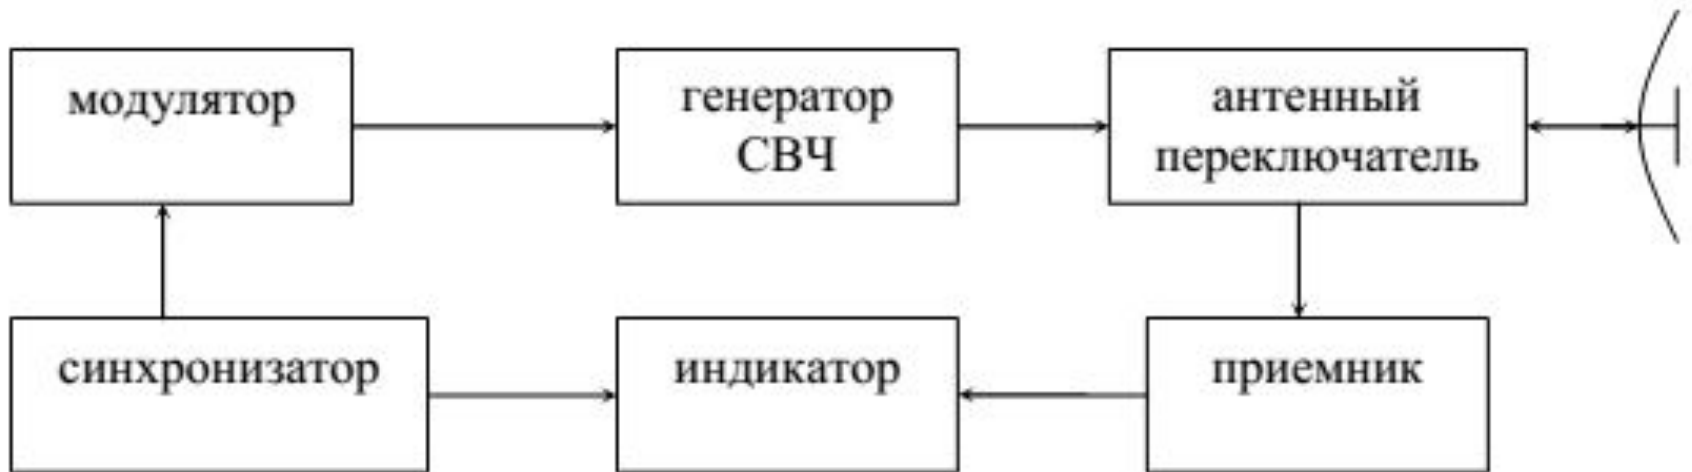 модулятор
генератор
СВЧ
антенный
переключатель
синхронизатор
индикатор
приемник